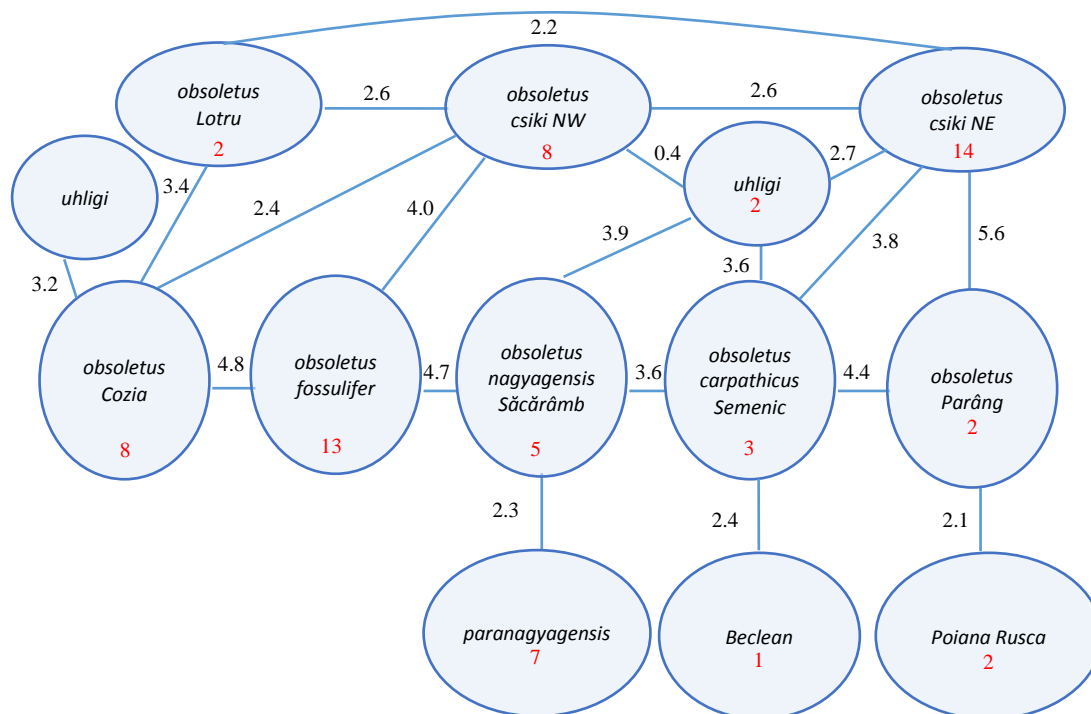 2.2
obsoletus
Lotru
2
2.6
obsoletus
csiki NW
8
2.6
obsoletus
csiki NE
14
uhligi
3.4
2.4
4.0
0.4
uhligi
2
2.7
3.9
3.8
5.6
3.2
3.6
obsoletus
Cozia
8
4.8
obsoletus
fossulifer
13
4.7
obsoletus
nagyagensis
Săcărâmb
5
3.6
obsoletus
carpathicus
Semenic
3
4.4
obsoletus
Parâng
2
2.3
2.4
2.1
paranagyagensis
7
Beclean
1
Poiana Rusca
2